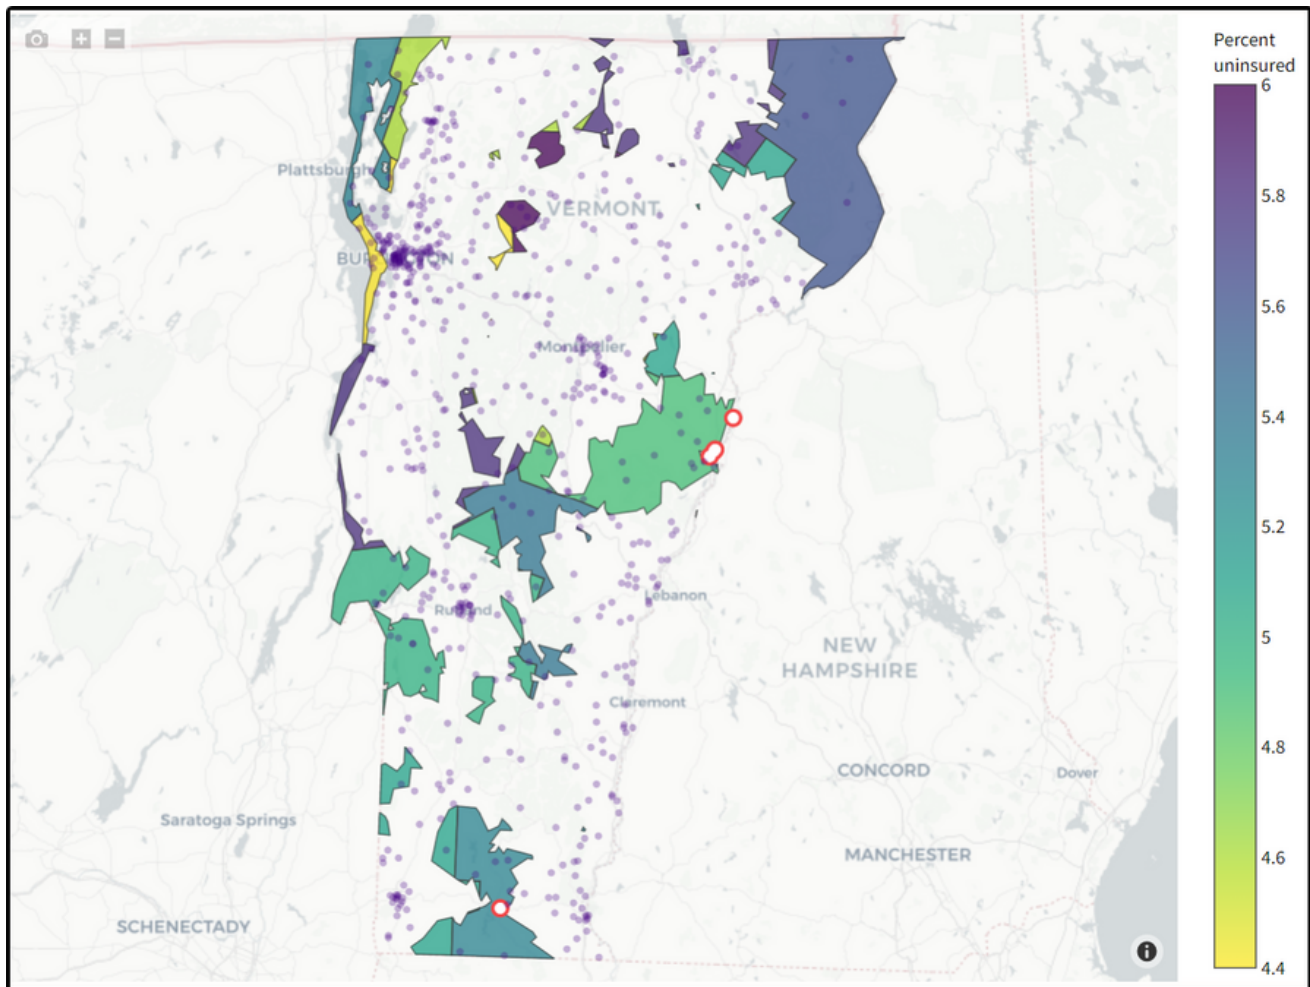 Percent
uninsured
6
5.8
5.6
5.4
5.2
5
4.8
4.6
4.4
Plattsburgh
VERMONT
BURLINGTON
Montpelier
Rutland
Lebanon
NEW
HAMPSHIRE
Claremont
CONCORD
Dover
Saratoga Springs
MANCHESTER
SCHENECTADY
i